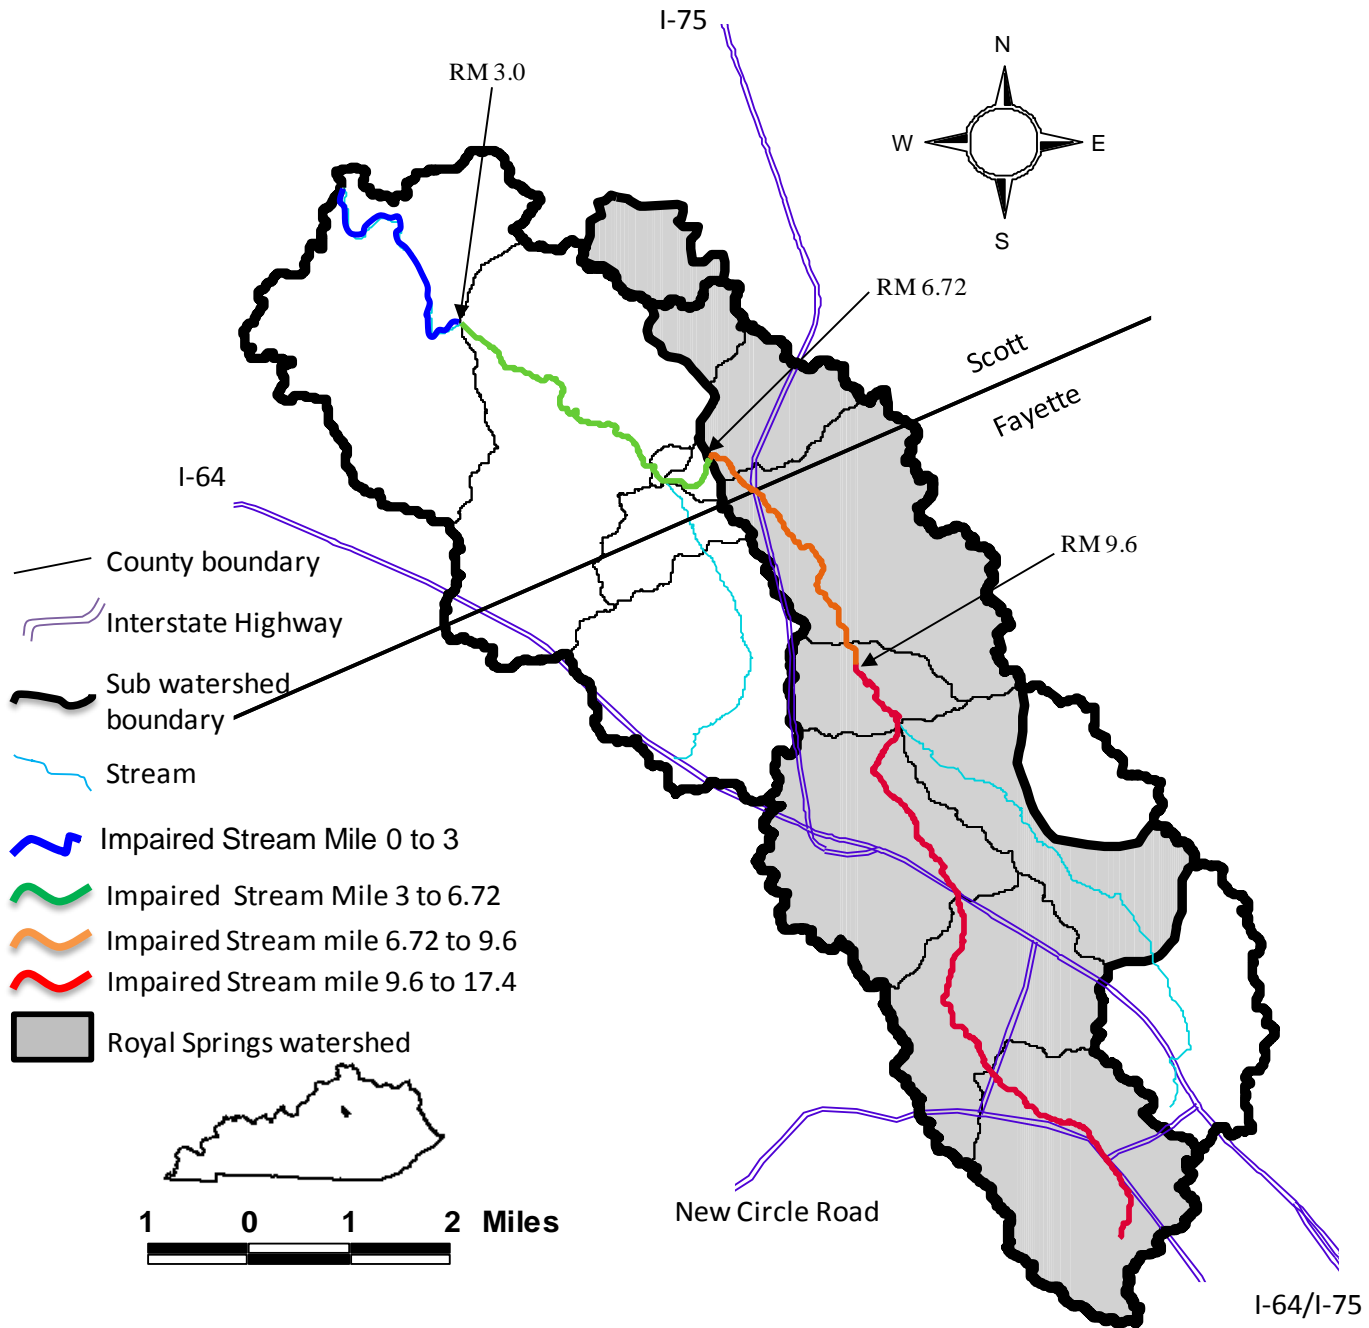 I-75
RM 3.0
N
W
E
S
RM 6.72
Scott
Fayette
I-64
RM 9.6
County boundary
Interstate Highway
Sub watershed
boundary
Stream
Impaired Stream Mile 0 to 3
Impaired  Stream Mile 3 to 6.72
Impaired Stream mile 6.72 to 9.6
Impaired Stream mile 9.6 to 17.4
Royal Springs watershed
1 0 1 2 Miles
New Circle Road
I-64/I-75